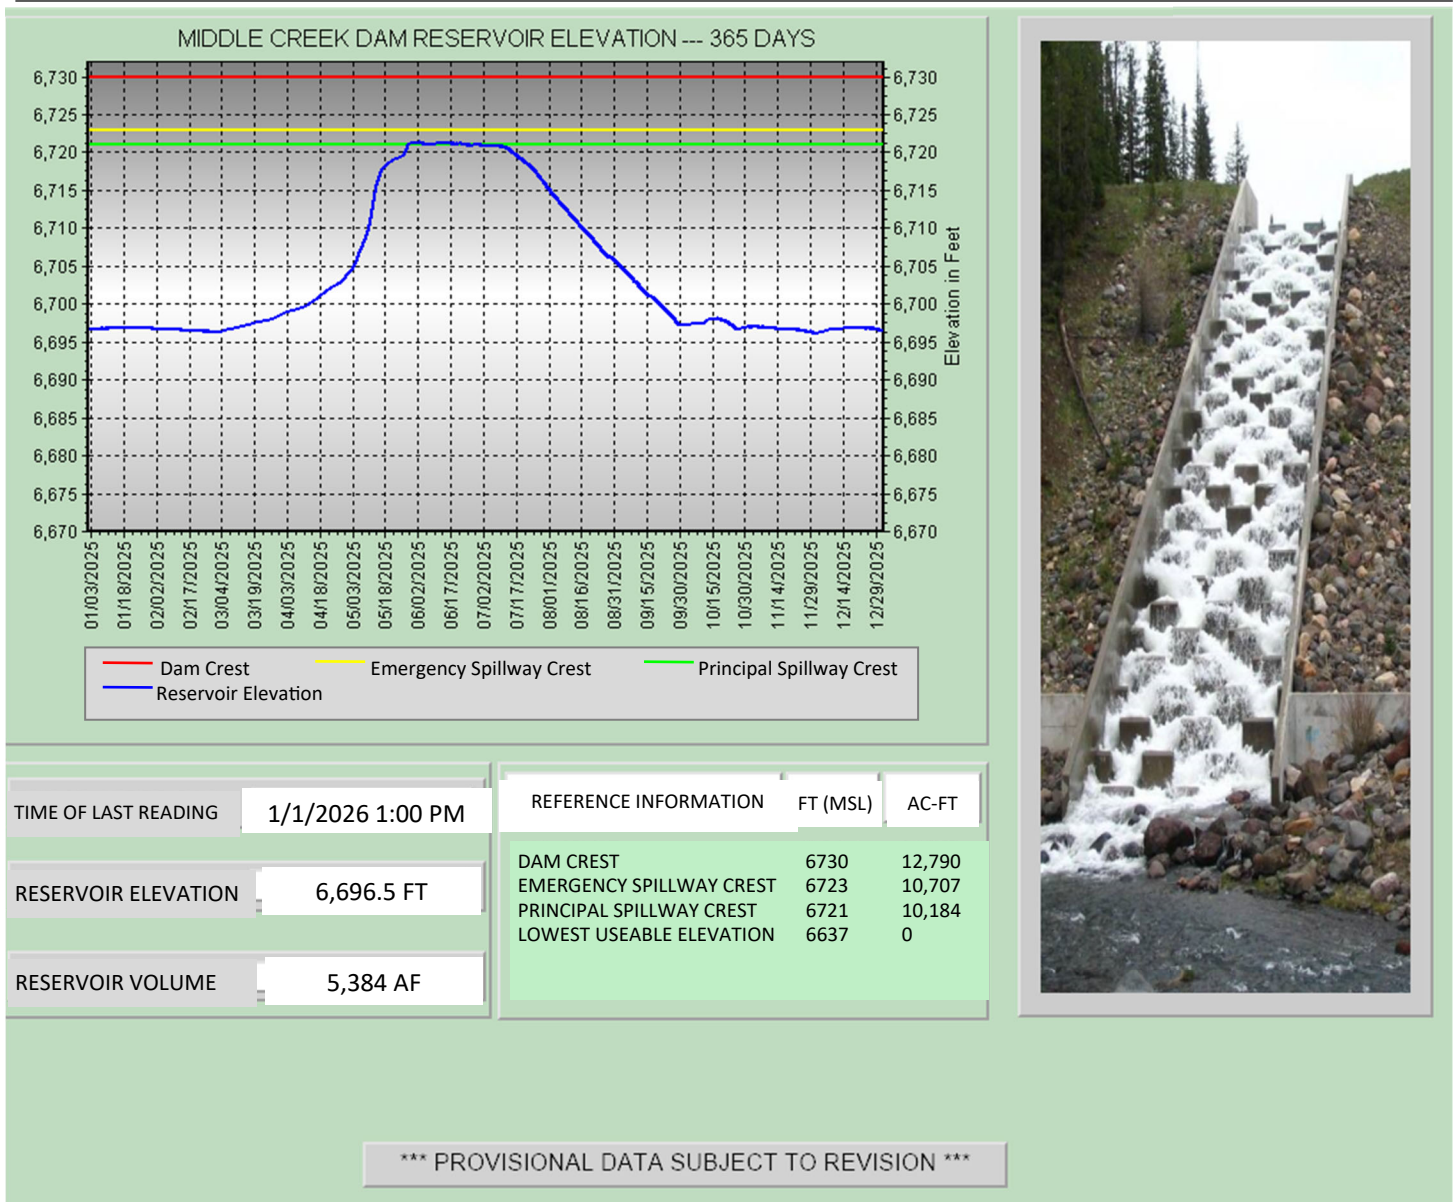 MIDDLE CREEK DAM RESERVOIR ELEVATION --- 365 DAYS
6,730 6,730
6,725 6,725
6,720 6,720
6,715 6,715
6,710 6,710
6,705 6,705
6,700 6,700
6,695 6,695
6,690 6,690
6,685 6,685
6,680 6,680
6,675 6,675
6,670 6,670
Elevation in Feet
01/03/2025
01/18/2025
02/02/2025
02/17/2025
03/04/2025
03/19/2025
04/03/2025
04/18/2025
05/03/2025
05/18/2025
06/02/2025
06/17/2025
07/02/2025
07/17/2025
08/01/2025
08/16/2025
08/31/2025
09/15/2025
09/30/2025
10/15/2025
10/30/2025
11/14/2025
11/29/2025
12/14/2025
12/29/2025
Dam Crest Emergency Spillway Crest Principal Spillway Crest
Reservoir Elevation
TIME OF LAST READING 1/1/2026 1:00 PM
RESERVOIR ELEVATION 6,696.5 FT
RESERVOIR VOLUME 5,384 AF
REFERENCE INFORMATION FT (MSL) AC-FT
DAM CREST 6730 12,790
EMERGENCY SPILLWAY CREST 6723 10,707
PRINCIPAL SPILLWAY CREST 6721 10,184
LOWEST USEABLE ELEVATION 6637 0
*** PROVISIONAL DATA SUBJECT TO REVISION ***